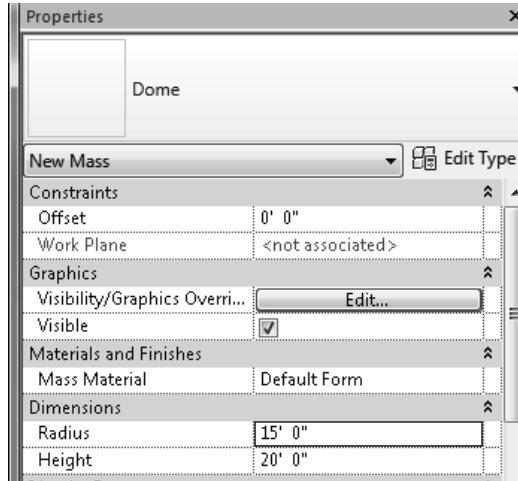 Properties
Dome
New Mass Edit Type
Constraints
Offset 0' 0"
Work Plane <not associated>
Graphics
Visibility/Graphics Overri... Edit...
Visible
Materials and Finishes
Mass Material Default Form
Dimensions
Radius 15' 0"
Height 20' 0"